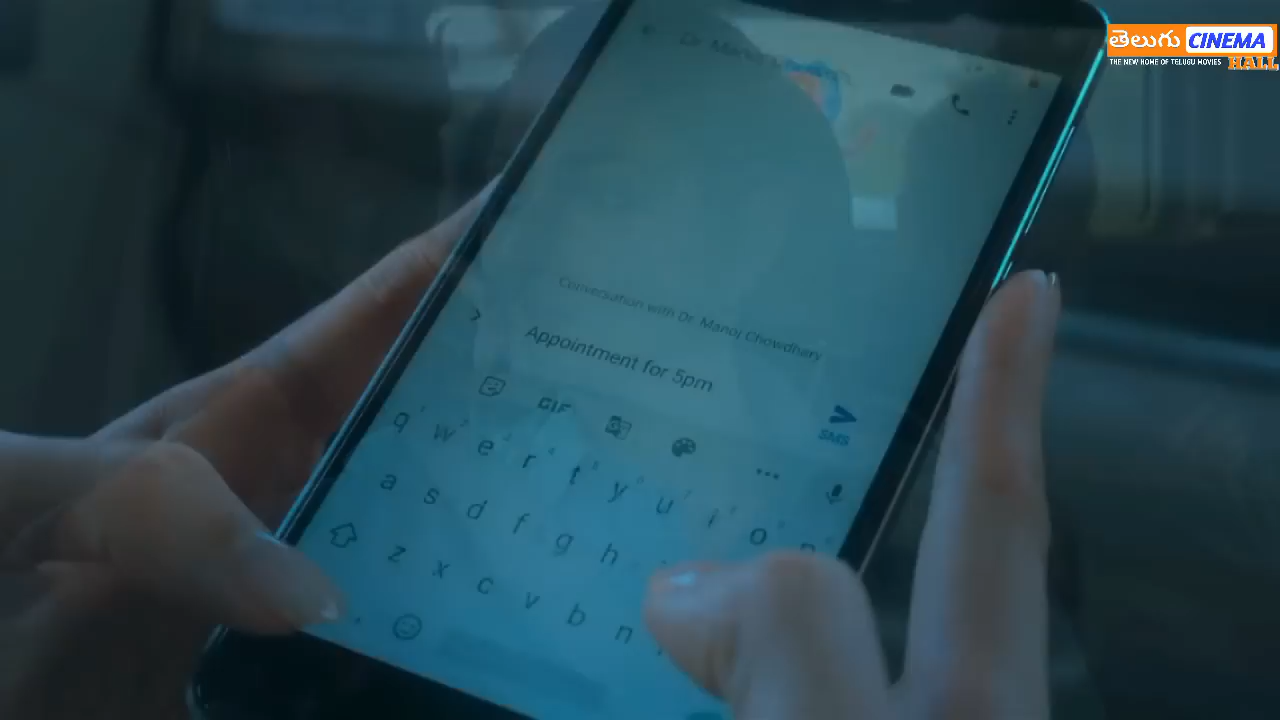 తెలుగు CINEMA
THE NEW HOME OF TELUGU MOVIES HALL
Conversation with Dr. Manoj Chowdhary
Appointment for 5pm
GIF
SMS
q w e r t y u i o p
a s d f g h
z x c v b n